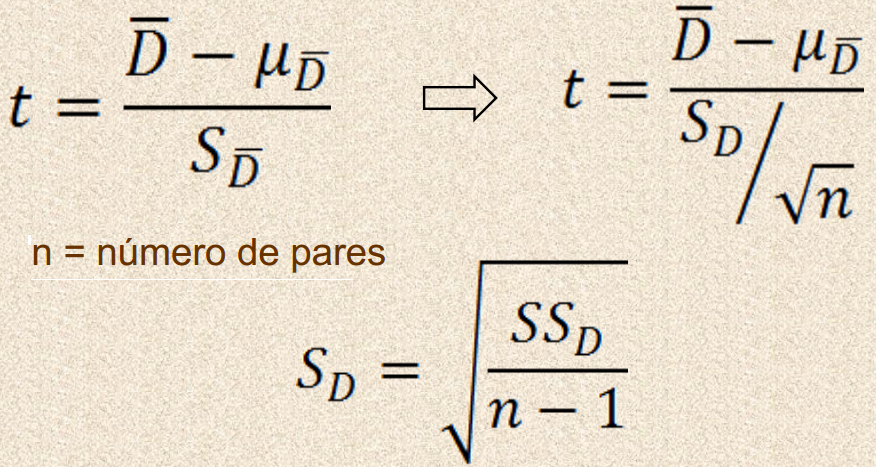 t = (D̅ − μ_D̅) / S_D̅ ⇨ t = (D̅ − μ_D̅) / (S_D / √n)
n = número de pares
S_D = √(SS_D / (n − 1))